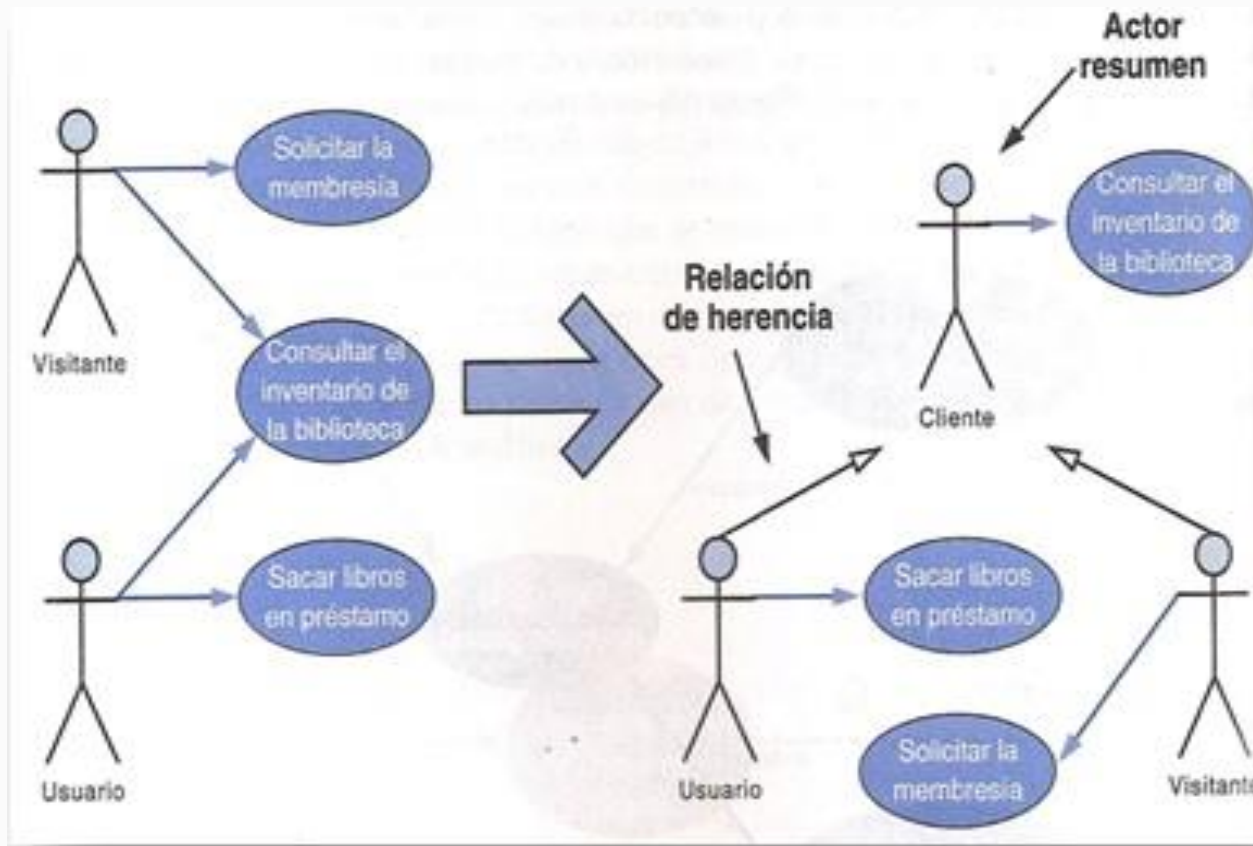 Actor
resumen
Solicitar la
membresía
Visitante
Consultar el
inventario de
la biblioteca
Sacar libros
en préstamo
Usuario
Relación
de herencia
Consultar el
inventario de
la biblioteca
Cliente
Sacar libros
en préstamo
Usuario
Solicitar la
membresía
Visitante